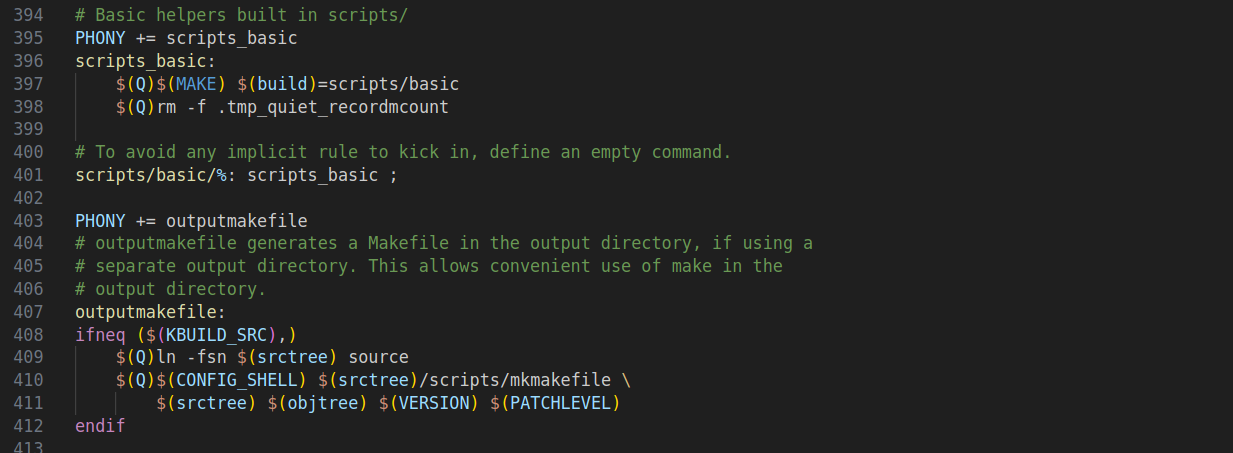 394 # Basic helpers built in scripts/
395 PHONY += scripts_basic
396 scripts_basic:
397     $(Q)$(MAKE) $(build)=scripts/basic
398     $(Q)rm -f .tmp_quiet_recordmcount
399
400 # To avoid any implicit rule to kick in, define an empty command.
401 scripts/basic/%: scripts_basic ;
402
403 PHONY += outputmakefile
404 # outputmakefile generates a Makefile in the output directory, if using a
405 # separate output directory. This allows convenient use of make in the
406 # output directory.
407 outputmakefile:
408 ifneq ($(KBUILD_SRC),)
409     $(Q)ln -fsn $(srctree) source
410     $(Q)$(CONFIG_SHELL) $(srctree)/scripts/mkmakefile \
411         $(srctree) $(objtree) $(VERSION) $(PATCHLEVEL)
412 endif
413